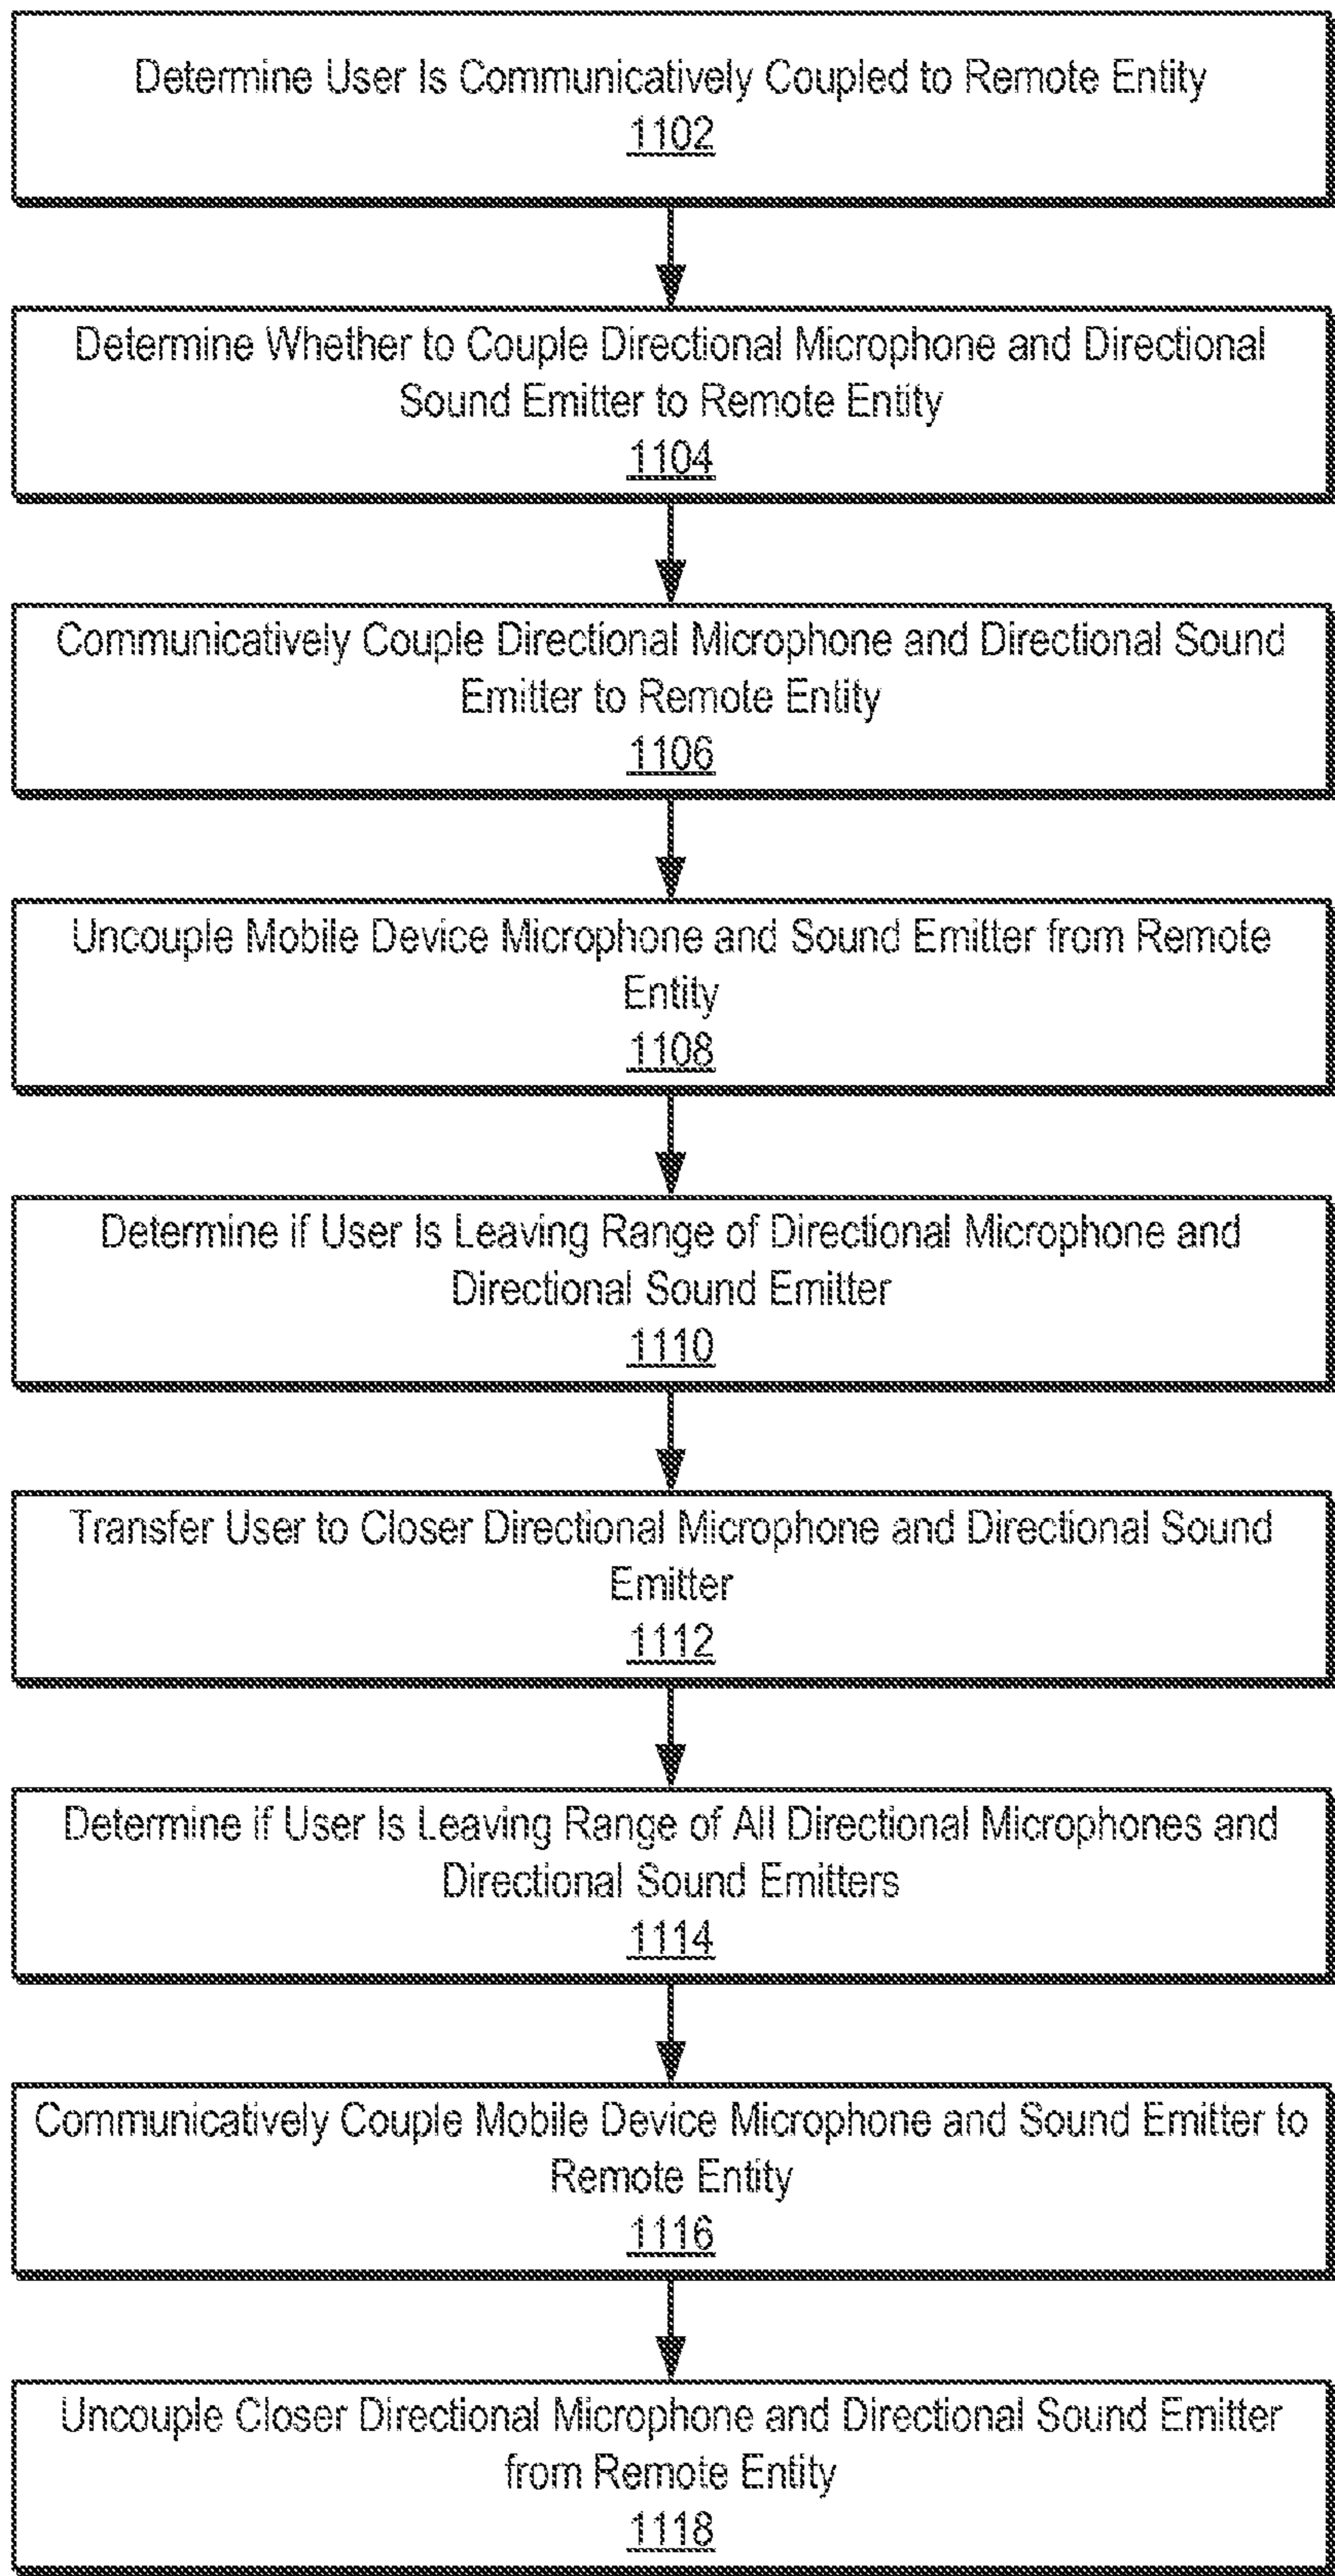 Determine User Is Communicatively Coupled to Remote Entity
1102
Determine Whether to Couple Directional Microphone and Directional
Sound Emitter to Remote Entity
1104
Communicatively Couple Directional Microphone and Directional Sound
Emitter to Remote Entity
1106
Uncouple Mobile Device Microphone and Sound Emitter from Remote
Entity
1108
Determine if User Is Leaving Range of Directional Microphone and
Directional Sound Emitter
1110
Transfer User to Closer Directional Microphone and Directional Sound
Emitter
1112
Determine if User Is Leaving Range of All Directional Microphones and
Directional Sound Emitters
1114
Communicatively Couple Mobile Device Microphone and Sound Emitter to
Remote Entity
1116
Uncouple Closer Directional Microphone and Directional Sound Emitter
from Remote Entity
1118